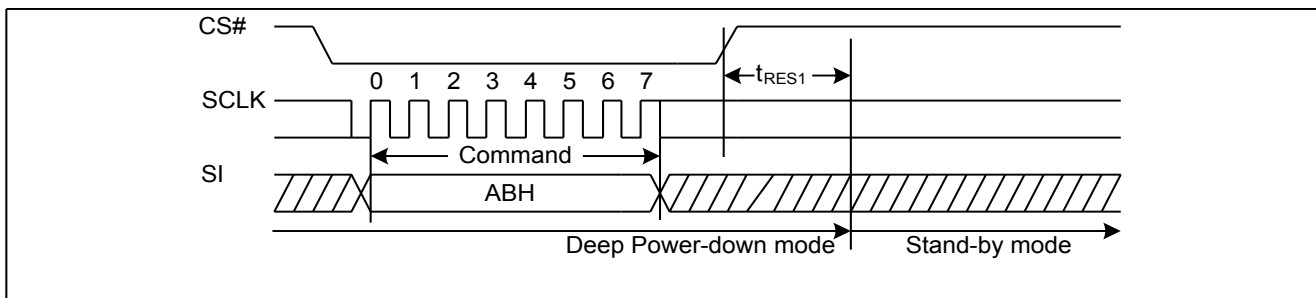 CS#
tRES1
0 1 2 3 4 5 6 7
SCLK
Command
SI
ABH
Deep Power-down mode Stand-by mode